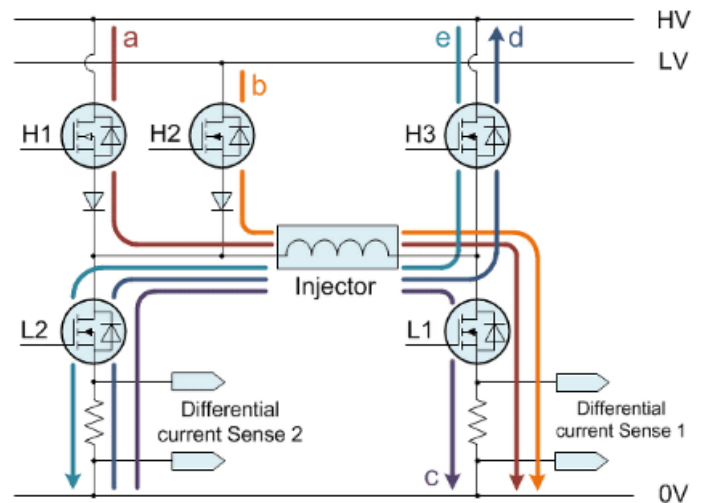 HV
a
e
d
LV
b
H1
H2
H3
Injector
L2
L1
Differential
current Sense 2
Differential
current Sense 1
c
0V